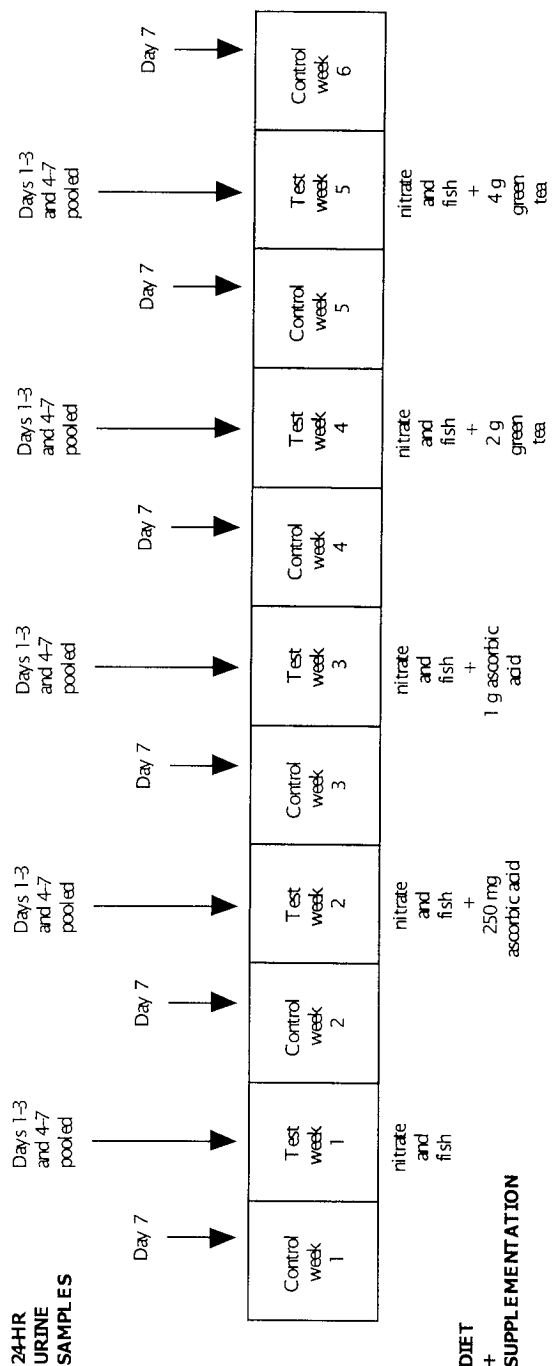 24-HR
URINE
SAMPLES
Day 7
Days 1-3
and 4-7
pooled
Day 7
Days 1-3
and 4-7
pooled
Day 7
Days 1-3
and 4-7
pooled
Day 7
Days 1-3
and 4-7
pooled
Day 7
Days 1-3
and 4-7
pooled
Day 7
Control
week
1
Test
week
1
Control
week
2
Test
week
2
Control
week
3
Test
week
3
Control
week
4
Test
week
4
Control
week
5
Test
week
5
Control
week
6
DIET
+
SUPPLEMENTATION
nitrate
and
fish
nitrate
and
fish
+
250 mg
ascorbic acid
nitrate
and
fish
+
1 g ascorbic
acid
nitrate
and
fish
+
2 g
green
tea
nitrate
and
fish
+
4 g
green
tea